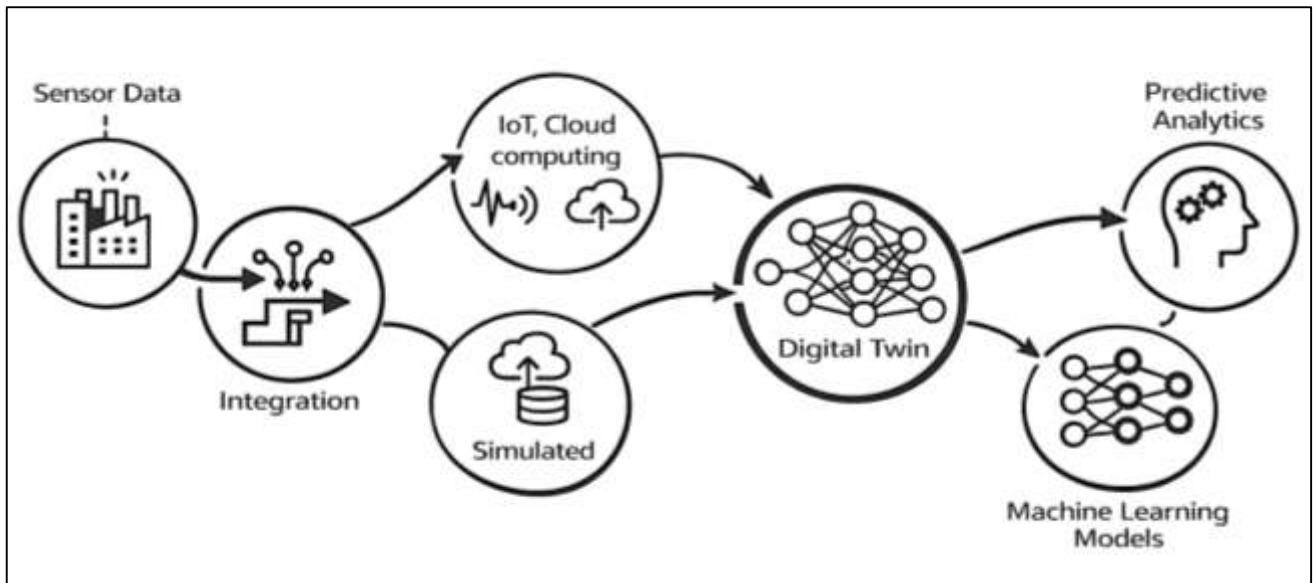 Sensor Data
Integration
IoT, Cloud
computing
Simulated
Digital Twin
Predictive
Analytics
Machine Learning
Models